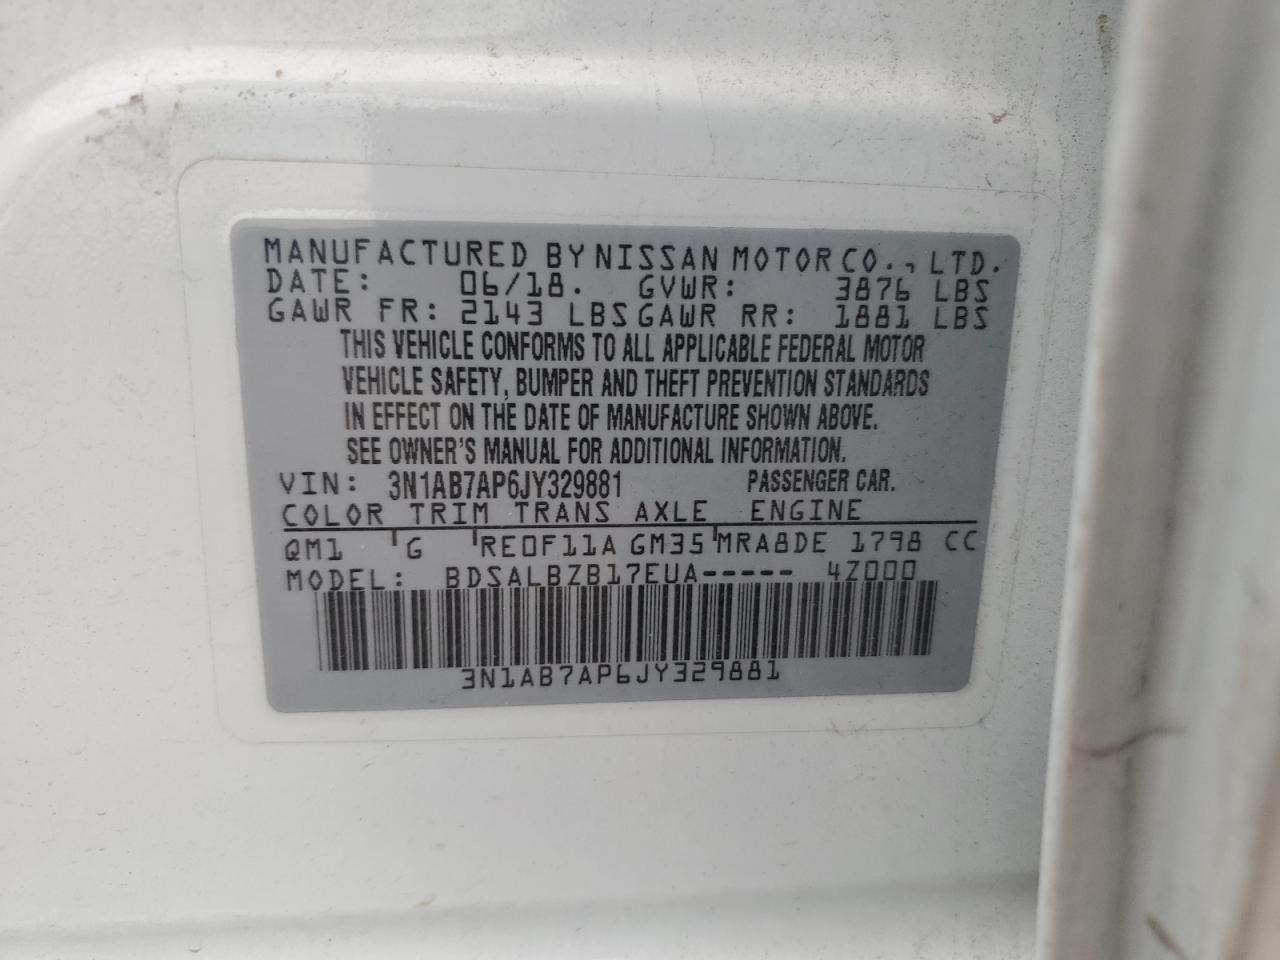 MANUFACTURED BY NISSAN MOTOR CO., LTD.
DATE: 06/18. GVWR: 3876 LBS
GAWR FR: 2143 LBS GAWR RR: 1881 LBS
THIS VEHICLE CONFORMS TO ALL APPLICABLE FEDERAL MOTOR
VEHICLE SAFETY, BUMPER AND THEFT PREVENTION STANDARDS
IN EFFECT ON THE DATE OF MANUFACTURE SHOWN ABOVE.
SEE OWNER'S MANUAL FOR ADDITIONAL INFORMATION.
VIN: 3N1AB7AP6JY329881 PASSENGER CAR.
COLOR TRIM TRANS AXLE ENGINE
QM1 G RE0F11A GM35 MRA8DE 1798 CC
MODEL: BDSALBZB17EUA----- 4Z000
3N1AB7AP6JY329881